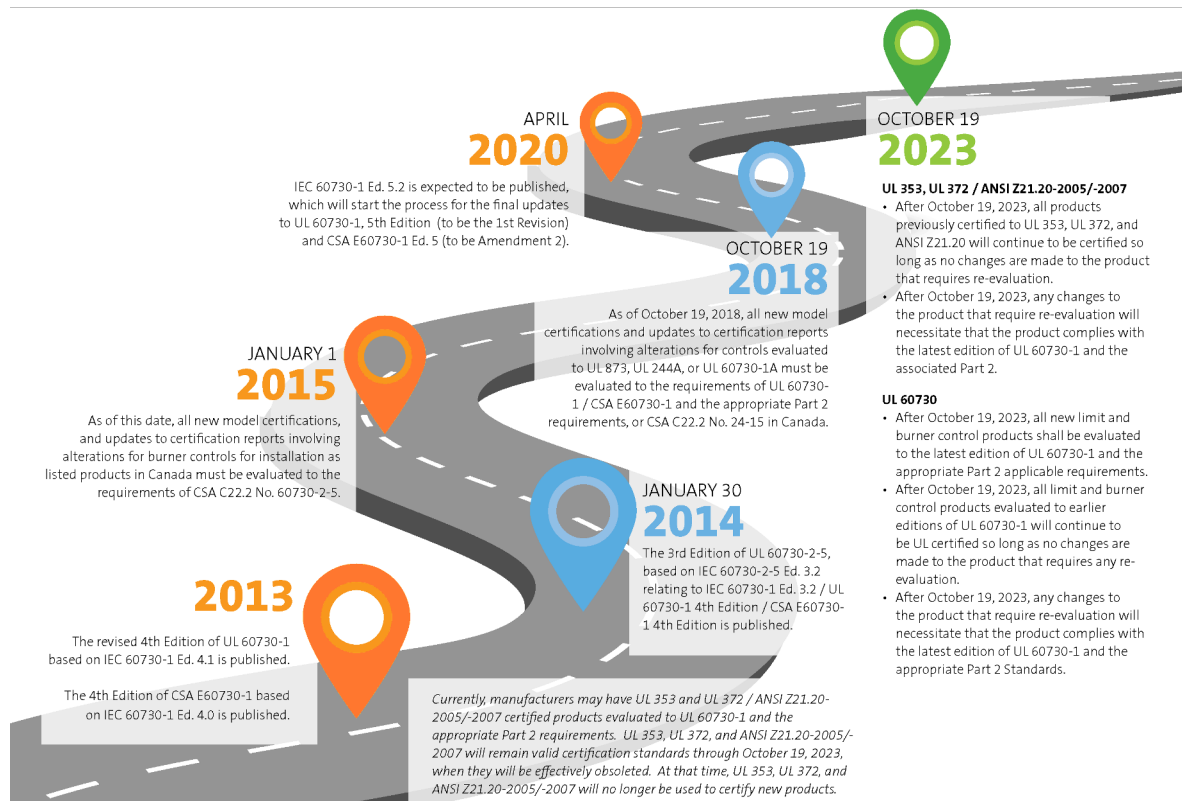 OCTOBER 19
2023
UL 353, UL 372 / ANSI Z21.20-2005/-2007
• After October 19, 2023, all products
previously certified to UL 353, UL 372, and
ANSI Z21.20 will continue to be certified so
long as no changes are made to the product
that requires re-evaluation.
• After October 19, 2023, any changes to
the product that require re-evaluation will
necessitate that the product complies with
the latest edition of UL 60730-1 and the
associated Part 2.
UL 60730
• After October 19, 2023, all new limit and
burner control products shall be evaluated
to the latest edition of UL 60730-1 and the
appropriate Part 2 applicable requirements.
• After October 19, 2023, all limit and burner
control products evaluated to earlier
editions of UL 60730-1 will continue to
be UL certified so long as no changes are
made to the product that requires any re-
evaluation.
• After October 19, 2023, any changes to
the product that require re-evaluation will
necessitate that the product complies with
the latest edition of UL 60730-1 and the
appropriate Part 2 Standards.
APRIL
2020
IEC 60730-1 Ed. 5.2 is expected to be published,
which will start the process for the final updates
to UL 60730-1, 5th Edition  (to be the 1st Revision)
and CSA E60730-1 Ed. 5 (to be Amendment 2).
OCTOBER 19
2018
As of October 19, 2018, all new model
certifications and updates to certification reports
involving alterations for controls evaluated
to UL 873, UL 244A, or UL 60730-1A must be
evaluated to the requirements of UL 60730-
1 / CSA E60730-1 and the appropriate Part 2
requirements, or CSA C22.2 No. 24-15 in Canada.
JANUARY 1
2015
As of this date, all new model certifications,
and updates to certification reports involving
alterations for burner controls for installation as
listed products in Canada must be evaluated to the
requirements of CSA C22.2 No. 60730-2-5.
JANUARY 30
2014
The 3rd Edition of UL 60730-2-5,
based on IEC 60730-2-5 Ed. 3.2
relating to IEC 60730-1 Ed. 3.2 / UL
60730-1 4th Edition / CSA E60730-
1 4th Edition is published.
2013
The revised 4th Edition of UL 60730-1
based on IEC 60730-1 Ed. 4.1 is published.
The 4th Edition of CSA E60730-1 based
on IEC 60730-1 Ed. 4.0 is published.
Currently, manufacturers may have UL 353 and UL 372 / ANSI Z21.20-
2005/-2007 certified products evaluated to UL 60730-1 and the
appropriate Part 2 requirements.  UL 353, UL 372, and ANSI Z21.20-2005/-
2007 will remain valid certification standards through October 19, 2023,
when they will be effectively obsoleted.  At that time, UL 353, UL 372, and
ANSI Z21.20-2005/-2007 will no longer be used to certify new products.